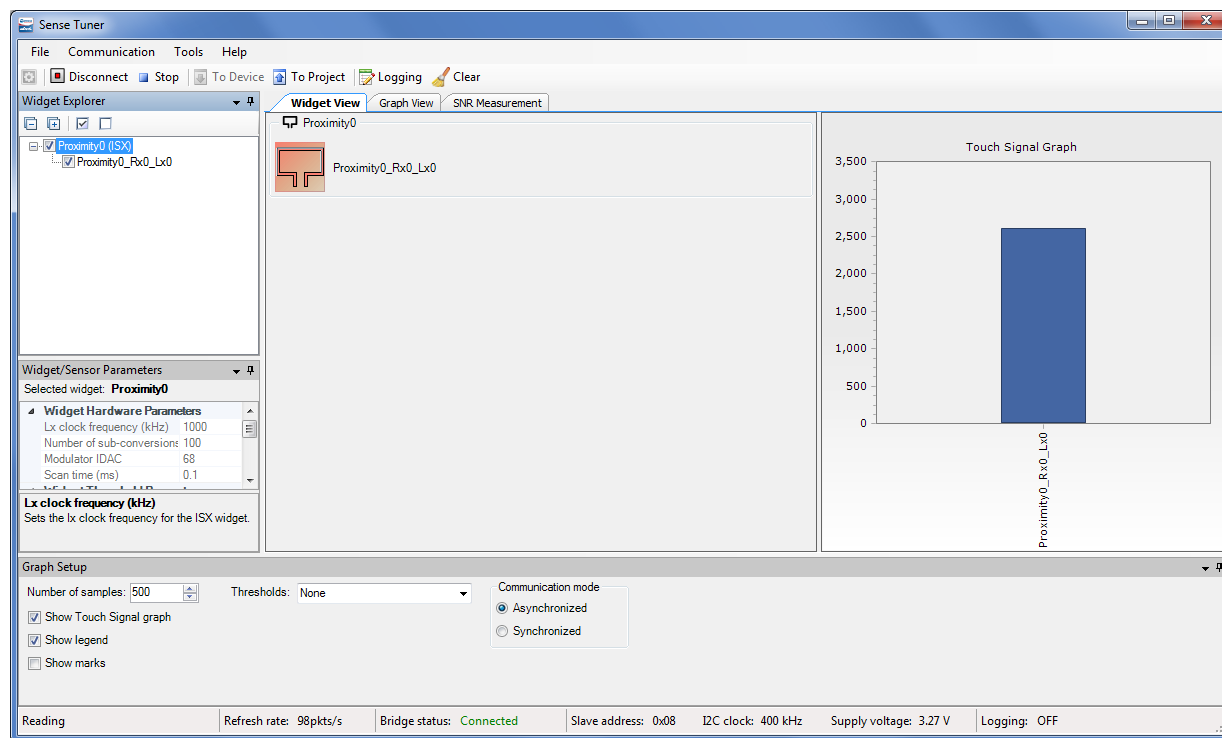 Sense Tuner
File Communication Tools Help
Disconnect Stop To Device To Project Logging Clear
Widget Explorer
Proximity0 (ISX)
Proximity0_Rx0_Lx0
Widget View Graph View SNR Measurement
Proximity0
Proximity0_Rx0_Lx0
Touch Signal Graph
3,500
3,000
2,500
2,000
1,500
1,000
500
0
Proximity0_Rx0_Lx0
Widget/Sensor Parameters
Selected widget: Proximity0
Widget Hardware Parameters
Lx clock frequency (kHz) 1000
Number of sub-conversions 100
Modulator IDAC 68
Scan time (ms) 0.1
Lx clock frequency (kHz)
Sets the lx clock frequency for the ISX widget.
Graph Setup
Number of samples: 500 Thresholds: None
Show Touch Signal graph
Show legend
Show marks
Communication mode
Asynchronized
Synchronized
Reading Refresh rate: 98pkts/s Bridge status: Connected Slave address: 0x08 I2C clock: 400 kHz Supply voltage: 3.27 V Logging: OFF